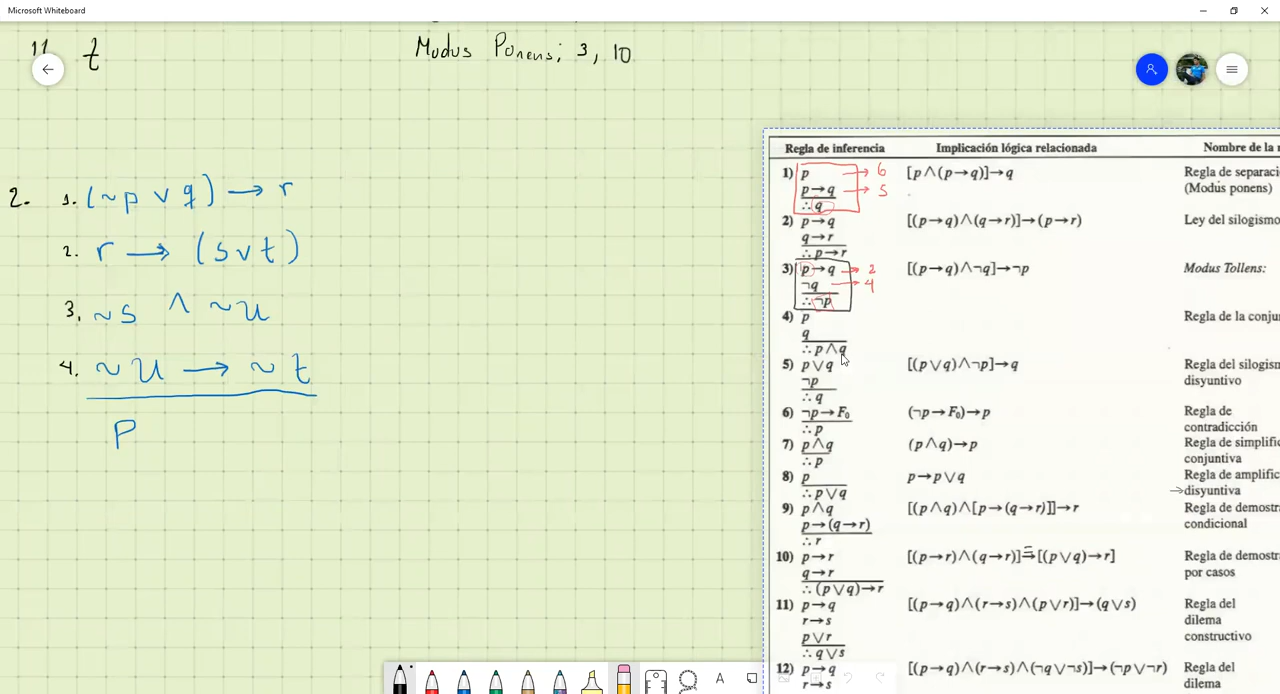 Microsoft Whiteboard
11 t Modus Ponens; 3, 10
2. 1. (~p ∨ q) → r
2. r → (s ∨ t)
3. ~s ∧ ~u
4. ~u → ~t
p
Regla de inferencia Implicación lógica relacionada Nombre de la
1) p → 6 [p∧(p→q)]→q Regla de separaci
p→q → 5 (Modus ponens)
∴ q
2) p→q [(p→q)∧(q→r)]→(p→r) Ley del silogismo
q→r
∴ p→r
3) p→q → 2 [(p→q)∧¬q]→¬p Modus Tollens:
¬q → 4
∴ ¬p
4) p Regla de la conju
q
∴ p∧q
5) p∨q [(p∨q)∧¬p]→q Regla del silogis
¬p disyuntivo
∴ q
6) ¬p→F₀ (¬p→F₀)→p Regla de
∴ p contradicción
7) p∧q (p∧q)→p Regla de simplifi
∴ p conjuntiva
8) p p→p∨q Regla de amplific
∴ p∨q →disyuntiva
9) p∧q [(p∧q)∧[p→(q→r)]]→r Regla de demostr
p→(q→r) condicional
∴ r
10) p→r [(p→r)∧(q→r)]→[(p∨q)→r] Regla de demostr
q→r por casos
∴ (p∨q)→r
11) p→q [(p→q)∧(r→s)∧(p∨r)]→(q∨s) Regla del
r→s dilema
p∨r constructivo
∴ q∨s
12) p→q [(p→q)∧(r→s)∧(¬q∨¬s)]→(¬p∨¬r) Regla del
r→s dilema